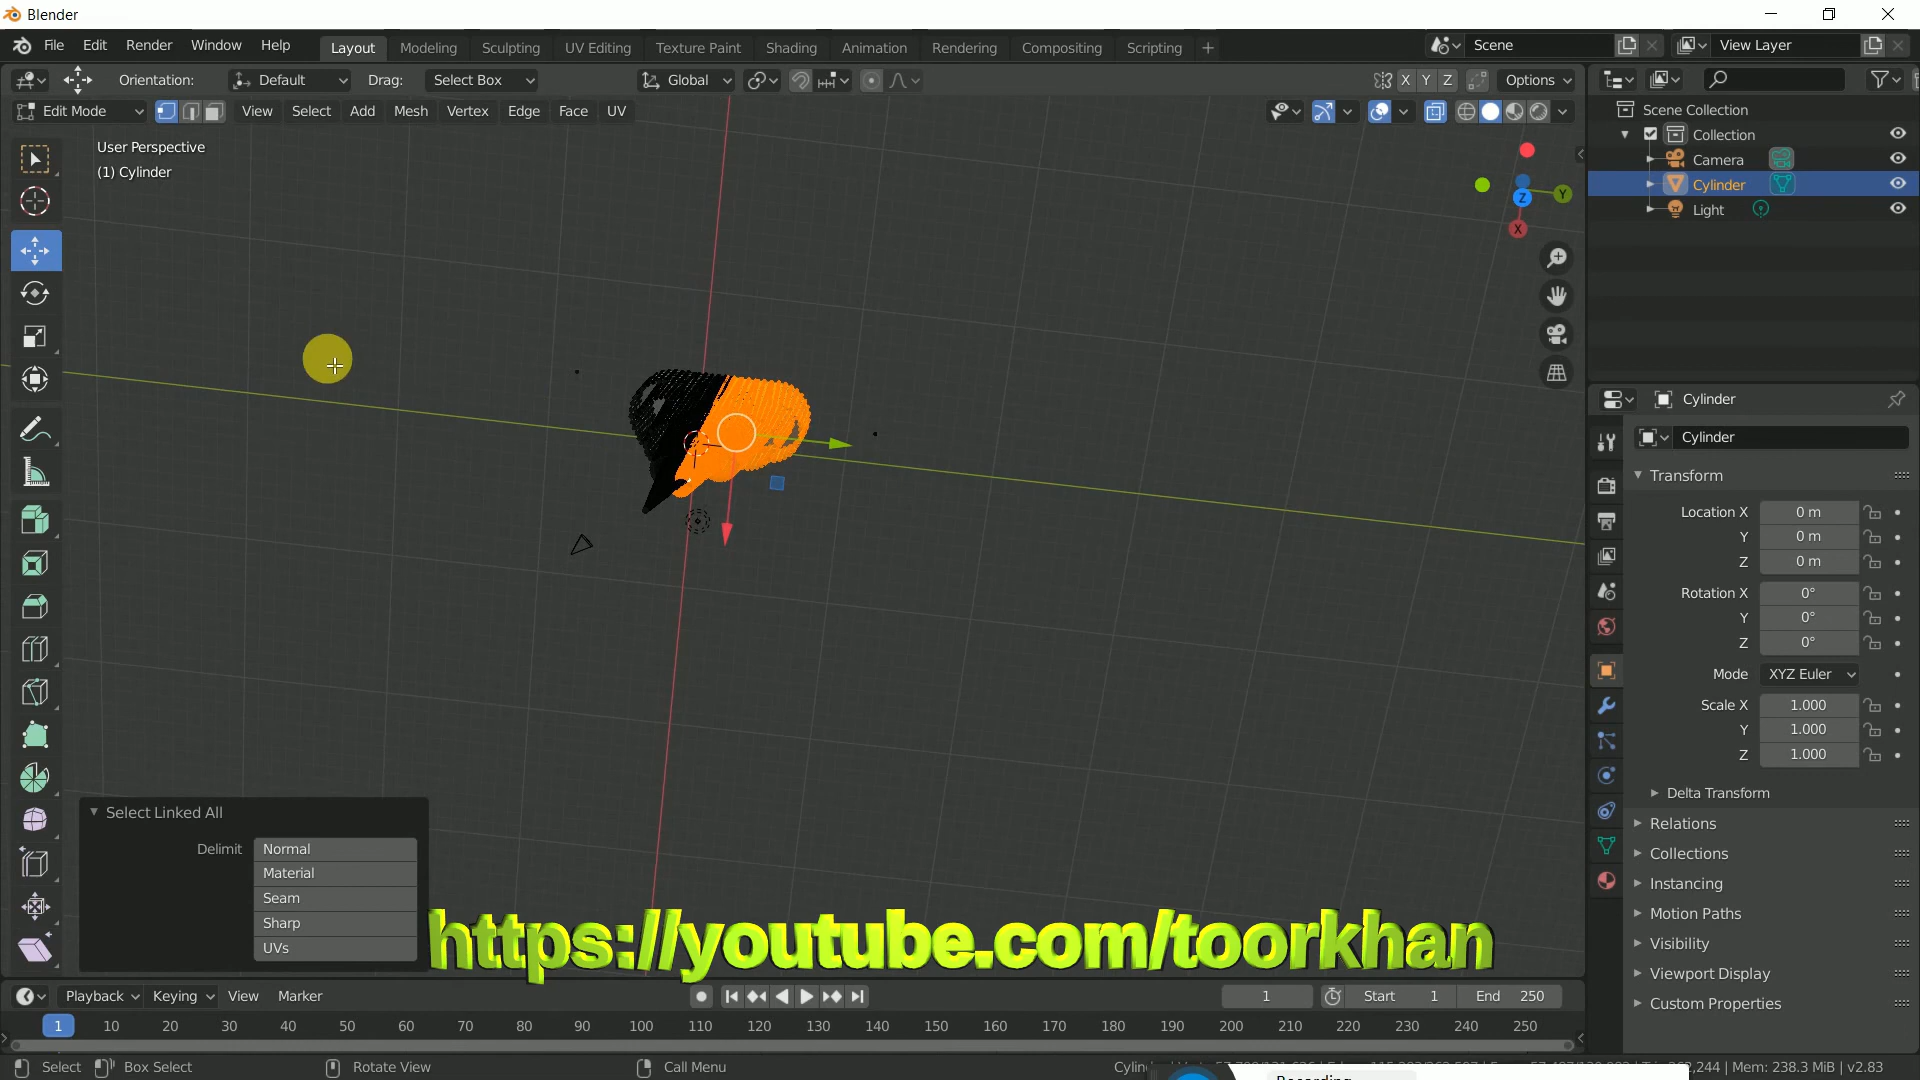 Blender
File Edit Render Window Help Layout Modeling Sculpting UV Editing Texture Paint Shading Animation Rendering Compositing Scripting + Scene View Layer
Orientation: Default Drag: Select Box Global X Y Z Options
Edit Mode View Select Add Mesh Vertex Edge Face UV
User Perspective
(1) Cylinder
Y
Z
X
Scene Collection
Collection
Camera
Cylinder
Light
Cylinder
Cylinder
Transform
Location X 0 m
Y 0 m
Z 0 m
Rotation X 0°
Y 0°
Z 0°
Mode XYZ Euler
Scale X 1.000
Y 1.000
Z 1.000
Delta Transform
Relations
Collections
Instancing
Motion Paths
Visibility
Viewport Display
Custom Properties
Select Linked All
Delimit Normal
Material
Seam
Sharp
UVs
https://youtube.com/toorkhan
Playback Keying View Marker 1 Start 1 End 250
1 10 20 30 40 50 60 70 80 90 100 110 120 130 140 150 160 170 180 190 200 210 220 230 240 250
Select Box Select Rotate View Call Menu 2,244 | Mem: 238.3 MiB | v2.83